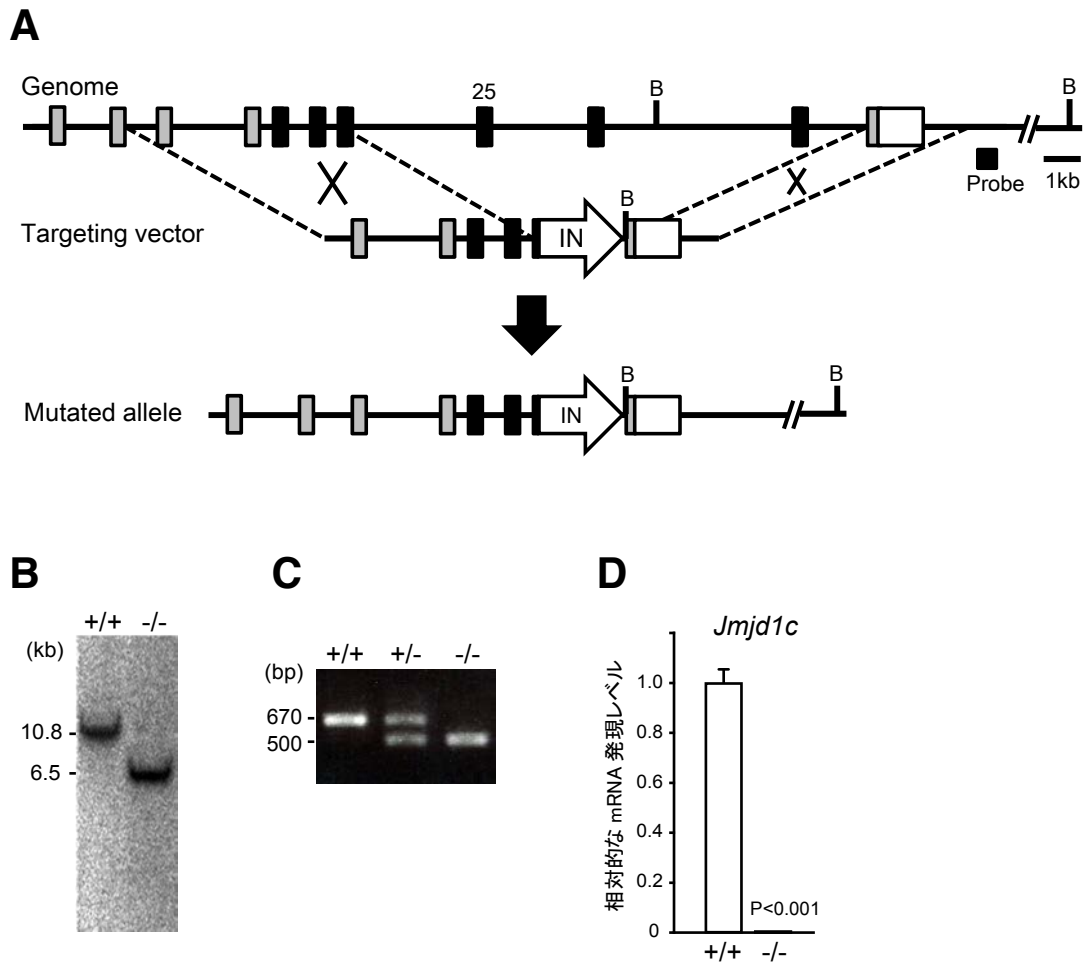 A
Genome
25
B
B
Probe
1kb
Targeting vector
IN
B
Mutated allele
IN
B
B
B
+/+ -/-
(kb)
10.8
6.5
C
+/+ +/- -/-
(bp)
670
500
D
Jmjd1c
相対的な mRNA 発現レベル
1.0
0.8
0.6
0.4
0.2
0
P<0.001
+/+ -/-